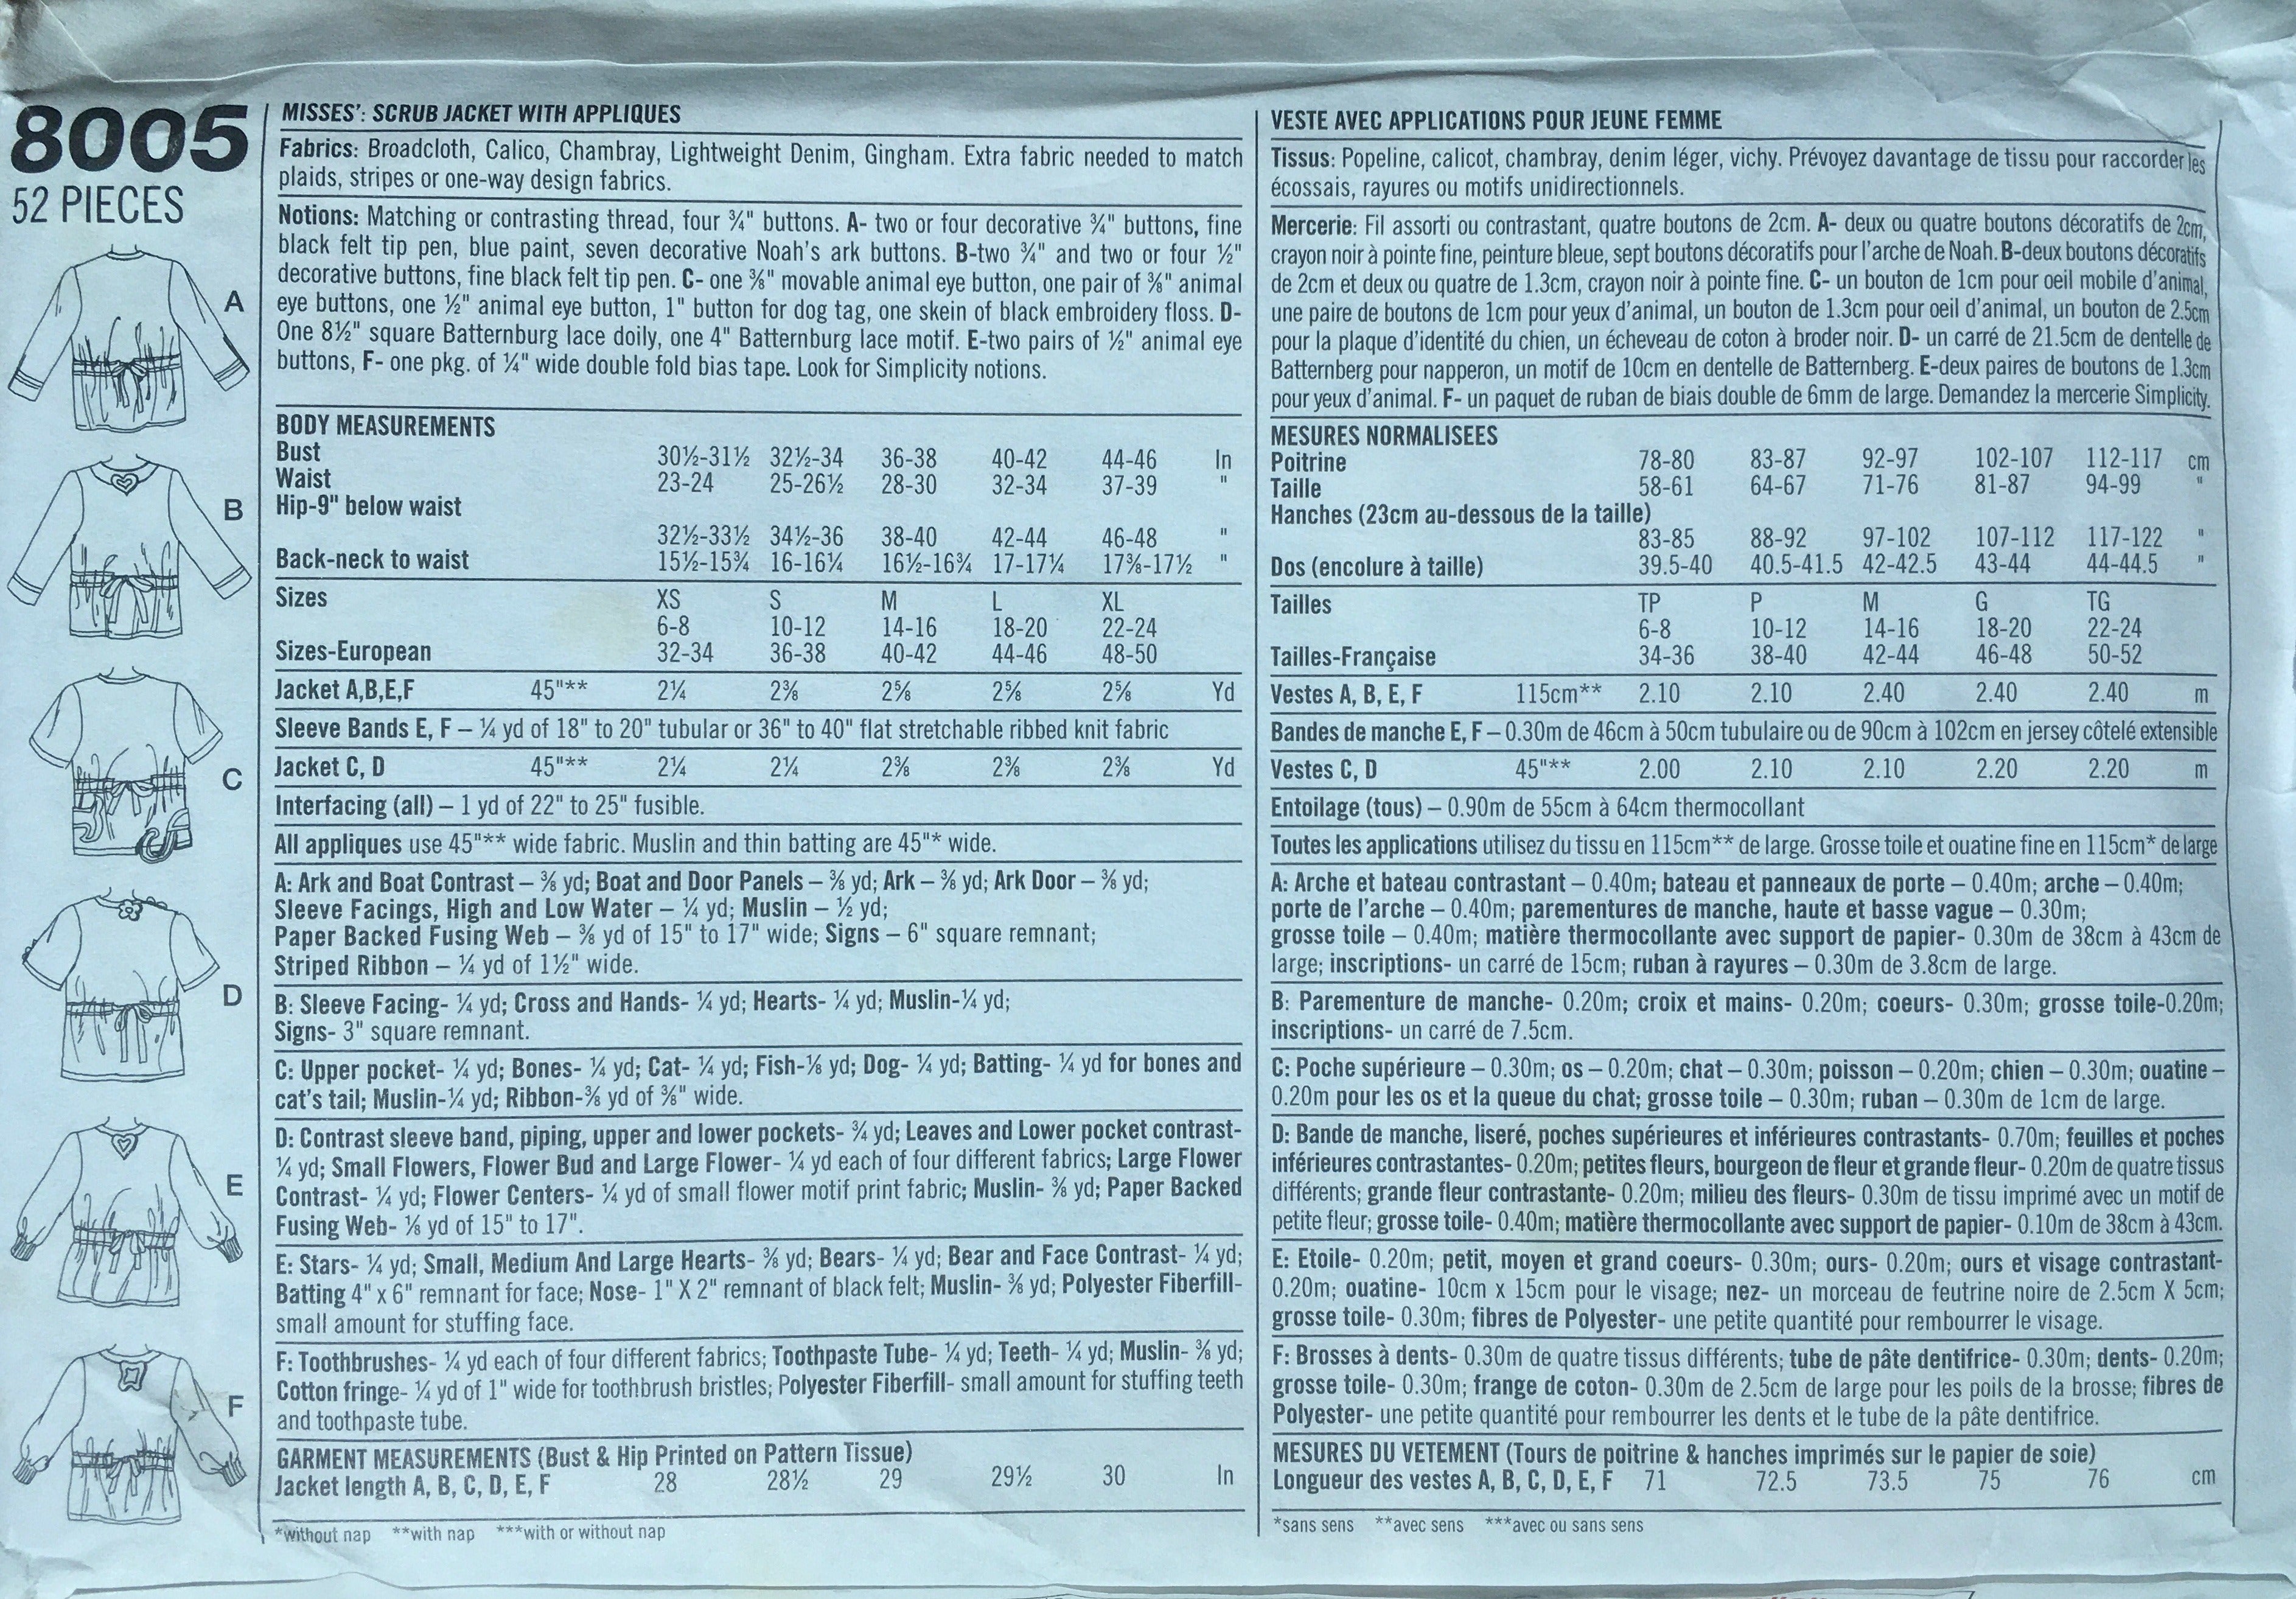 8005
52 PIECES
A
B
C
D
E
F
MISSES': SCRUB JACKET WITH APPLIQUES
Fabrics: Broadcloth, Calico, Chambray, Lightweight Denim, Gingham. Extra fabric needed to match
plaids, stripes or one-way design fabrics.
Notions: Matching or contrasting thread, four ¾" buttons. A- two or four decorative ¾" buttons, fine
black felt tip pen, blue paint, seven decorative Noah's ark buttons. B-two ¾" and two or four ½"
decorative buttons, fine black felt tip pen. C- one ⅜" movable animal eye button, one pair of ⅜" animal
eye buttons, one ½" animal eye button, 1" button for dog tag, one skein of black embroidery floss. D-
One 8½" square Batternburg lace doily, one 4" Batternburg lace motif. E-two pairs of ½" animal eye
buttons, F- one pkg. of ¼" wide double fold bias tape. Look for Simplicity notions.
BODY MEASUREMENTS
Bust 30½-31½ 32½-34 36-38 40-42 44-46 In
Waist 23-24 25-26½ 28-30 32-34 37-39 "
Hip-9" below waist
32½-33½ 34½-36 38-40 42-44 46-48 "
Back-neck to waist 15½-15¾ 16-16¼ 16½-16¾ 17-17¼ 17⅜-17½ "
Sizes XS S M L XL
6-8 10-12 14-16 18-20 22-24
Sizes-European 32-34 36-38 40-42 44-46 48-50
Jacket A,B,E,F 45"** 2¼ 2⅜ 2⅝ 2⅝ 2⅝ Yd
Sleeve Bands E, F – ¼ yd of 18" to 20" tubular or 36" to 40" flat stretchable ribbed knit fabric
Jacket C, D 45"** 2¼ 2¼ 2⅜ 2⅜ 2⅜ Yd
Interfacing (all) – 1 yd of 22" to 25" fusible.
All appliques use 45"** wide fabric. Muslin and thin batting are 45"* wide.
A: Ark and Boat Contrast – ⅜ yd; Boat and Door Panels – ⅜ yd; Ark – ⅜ yd; Ark Door – ⅜ yd;
Sleeve Facings, High and Low Water – ¼ yd; Muslin – ½ yd;
Paper Backed Fusing Web – ⅜ yd of 15" to 17" wide; Signs – 6" square remnant;
Striped Ribbon – ¼ yd of 1½" wide.
B: Sleeve Facing- ¼ yd; Cross and Hands- ¼ yd; Hearts- ¼ yd; Muslin-¼ yd;
Signs- 3" square remnant.
C: Upper pocket- ¼ yd; Bones- ¼ yd; Cat- ¼ yd; Fish-⅛ yd; Dog- ¼ yd; Batting- ¼ yd for bones and
cat's tail; Muslin-¼ yd; Ribbon-⅜ yd of ⅜" wide.
D: Contrast sleeve band, piping, upper and lower pockets- ¾ yd; Leaves and Lower pocket contrast-
¼ yd; Small Flowers, Flower Bud and Large Flower- ¼ yd each of four different fabrics; Large Flower
Contrast- ¼ yd; Flower Centers- ¼ yd of small flower motif print fabric; Muslin- ⅜ yd; Paper Backed
Fusing Web- ⅛ yd of 15" to 17".
E: Stars- ¼ yd; Small, Medium And Large Hearts- ⅜ yd; Bears- ¼ yd; Bear and Face Contrast- ¼ yd;
Batting 4" x 6" remnant for face; Nose- 1" X 2" remnant of black felt; Muslin- ⅜ yd; Polyester Fiberfill-
small amount for stuffing face.
F: Toothbrushes- ¼ yd each of four different fabrics; Toothpaste Tube- ¼ yd; Teeth- ¼ yd; Muslin- ⅜ yd;
Cotton fringe- ¼ yd of 1" wide for toothbrush bristles; Polyester Fiberfill- small amount for stuffing teeth
and toothpaste tube.
GARMENT MEASUREMENTS (Bust & Hip Printed on Pattern Tissue)
Jacket length A, B, C, D, E, F 28 28½ 29 29½ 30 In
*without nap **with nap ***with or without nap
VESTE AVEC APPLICATIONS POUR JEUNE FEMME
Tissus: Popeline, calicot, chambray, denim léger, vichy. Prévoyez davantage de tissu pour raccorder les
écossais, rayures ou motifs unidirectionnels.
Mercerie: Fil assorti ou contrastant, quatre boutons de 2cm. A- deux ou quatre boutons décoratifs de 2cm,
crayon noir à pointe fine, peinture bleue, sept boutons décoratifs pour l'arche de Noah. B-deux boutons décoratifs
de 2cm et deux ou quatre de 1.3cm, crayon noir à pointe fine. C- un bouton de 1cm pour oeil mobile d'animal,
une paire de boutons de 1cm pour yeux d'animal, un bouton de 1.3cm pour oeil d'animal, un bouton de 2.5cm
pour la plaque d'identité du chien, un écheveau de coton à broder noir. D- un carré de 21.5cm de dentelle de
Batternberg pour napperon, un motif de 10cm en dentelle de Batternberg. E-deux paires de boutons de 1.3cm
pour yeux d'animal. F- un paquet de ruban de biais double de 6mm de large. Demandez la mercerie Simplicity.
MESURES NORMALISEES
Poitrine 78-80 83-87 92-97 102-107 112-117 cm
Taille 58-61 64-67 71-76 81-87 94-99 "
Hanches (23cm au-dessous de la taille)
83-85 88-92 97-102 107-112 117-122 "
Dos (encolure à taille) 39.5-40 40.5-41.5 42-42.5 43-44 44-44.5 "
Tailles TP P M G TG
6-8 10-12 14-16 18-20 22-24
Tailles-Française 34-36 38-40 42-44 46-48 50-52
Vestes A, B, E, F 115cm** 2.10 2.10 2.40 2.40 2.40 m
Bandes de manche E, F – 0.30m de 46cm à 50cm tubulaire ou de 90cm à 102cm en jersey côtelé extensible
Vestes C, D 45"** 2.00 2.10 2.10 2.20 2.20 m
Entoilage (tous) – 0.90m de 55cm à 64cm thermocollant
Toutes les applications utilisez du tissu en 115cm** de large. Grosse toile et ouatine fine en 115cm* de large
A: Arche et bateau contrastant – 0.40m; bateau et panneaux de porte – 0.40m; arche – 0.40m;
porte de l'arche – 0.40m; parementures de manche, haute et basse vague – 0.30m;
grosse toile – 0.40m; matière thermocollante avec support de papier- 0.30m de 38cm à 43cm de
large; inscriptions- un carré de 15cm; ruban à rayures – 0.30m de 3.8cm de large.
B: Parementure de manche- 0.20m; croix et mains- 0.20m; coeurs- 0.30m; grosse toile-0.20m;
inscriptions- un carré de 7.5cm.
C: Poche supérieure – 0.30m; os – 0.20m; chat – 0.30m; poisson – 0.20m; chien – 0.30m; ouatine –
0.20m pour les os et la queue du chat; grosse toile – 0.30m; ruban – 0.30m de 1cm de large.
D: Bande de manche, liseré, poches supérieures et inférieures contrastants- 0.70m; feuilles et poches
inférieures contrastantes- 0.20m; petites fleurs, bourgeon de fleur et grande fleur- 0.20m de quatre tissus
différents; grande fleur contrastante- 0.20m; milieu des fleurs- 0.30m de tissu imprimé avec un motif de
petite fleur; grosse toile- 0.40m; matière thermocollante avec support de papier- 0.10m de 38cm à 43cm.
E: Etoile- 0.20m; petit, moyen et grand coeurs- 0.30m; ours- 0.20m; ours et visage contrastant-
0.20m; ouatine- 10cm x 15cm pour le visage; nez- un morceau de feutrine noire de 2.5cm X 5cm;
grosse toile- 0.30m; fibres de Polyester- une petite quantité pour rembourrer le visage.
F: Brosses à dents- 0.30m de quatre tissus différents; tube de pâte dentifrice- 0.30m; dents- 0.20m;
grosse toile- 0.30m; frange de coton- 0.30m de 2.5cm de large pour les poils de la brosse; fibres de
Polyester- une petite quantité pour rembourrer les dents et le tube de la pâte dentifrice.
MESURES DU VETEMENT (Tours de poitrine & hanches imprimés sur le papier de soie)
Longueur des vestes A, B, C, D, E, F 71 72.5 73.5 75 76 cm
*sans sens **avec sens ***avec ou sans sens